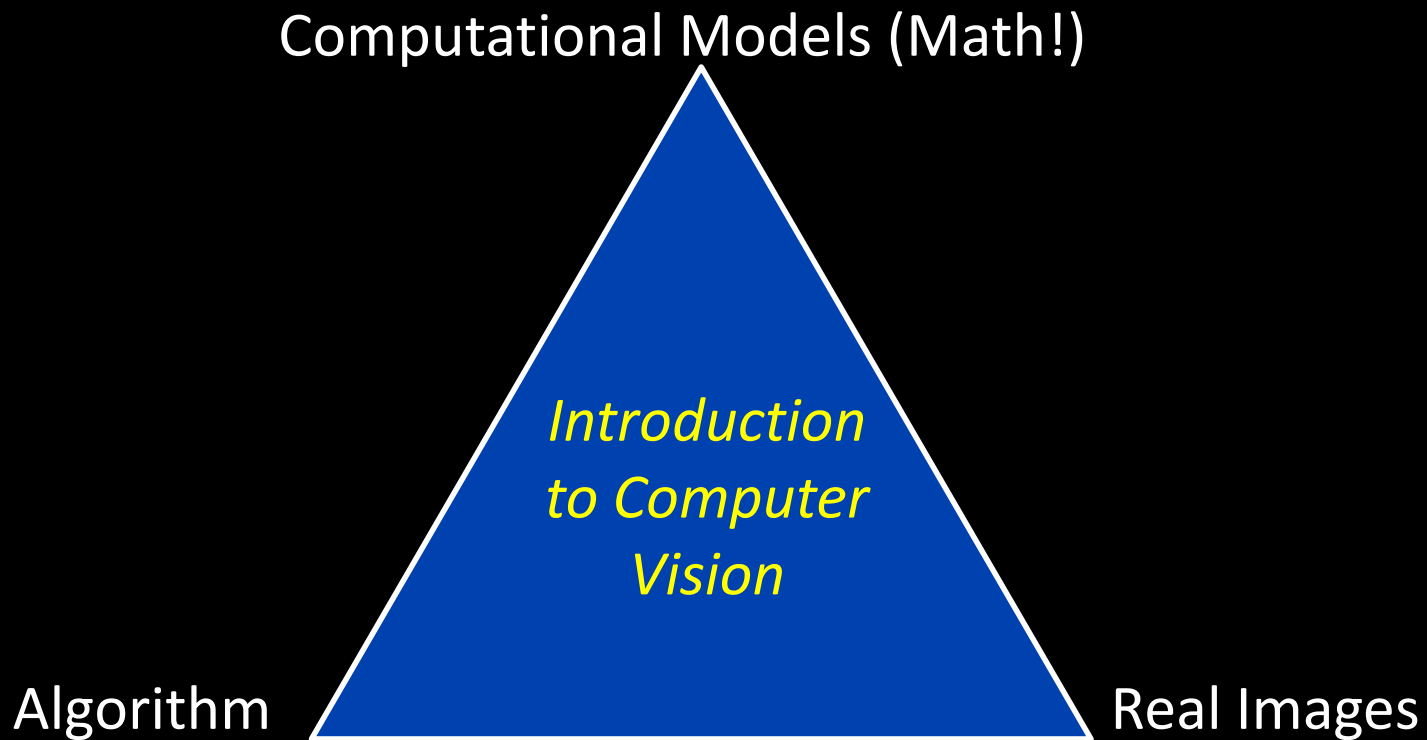 Computational Models (Math!)
Introduction
to Computer
Vision
Algorithm
Real Images